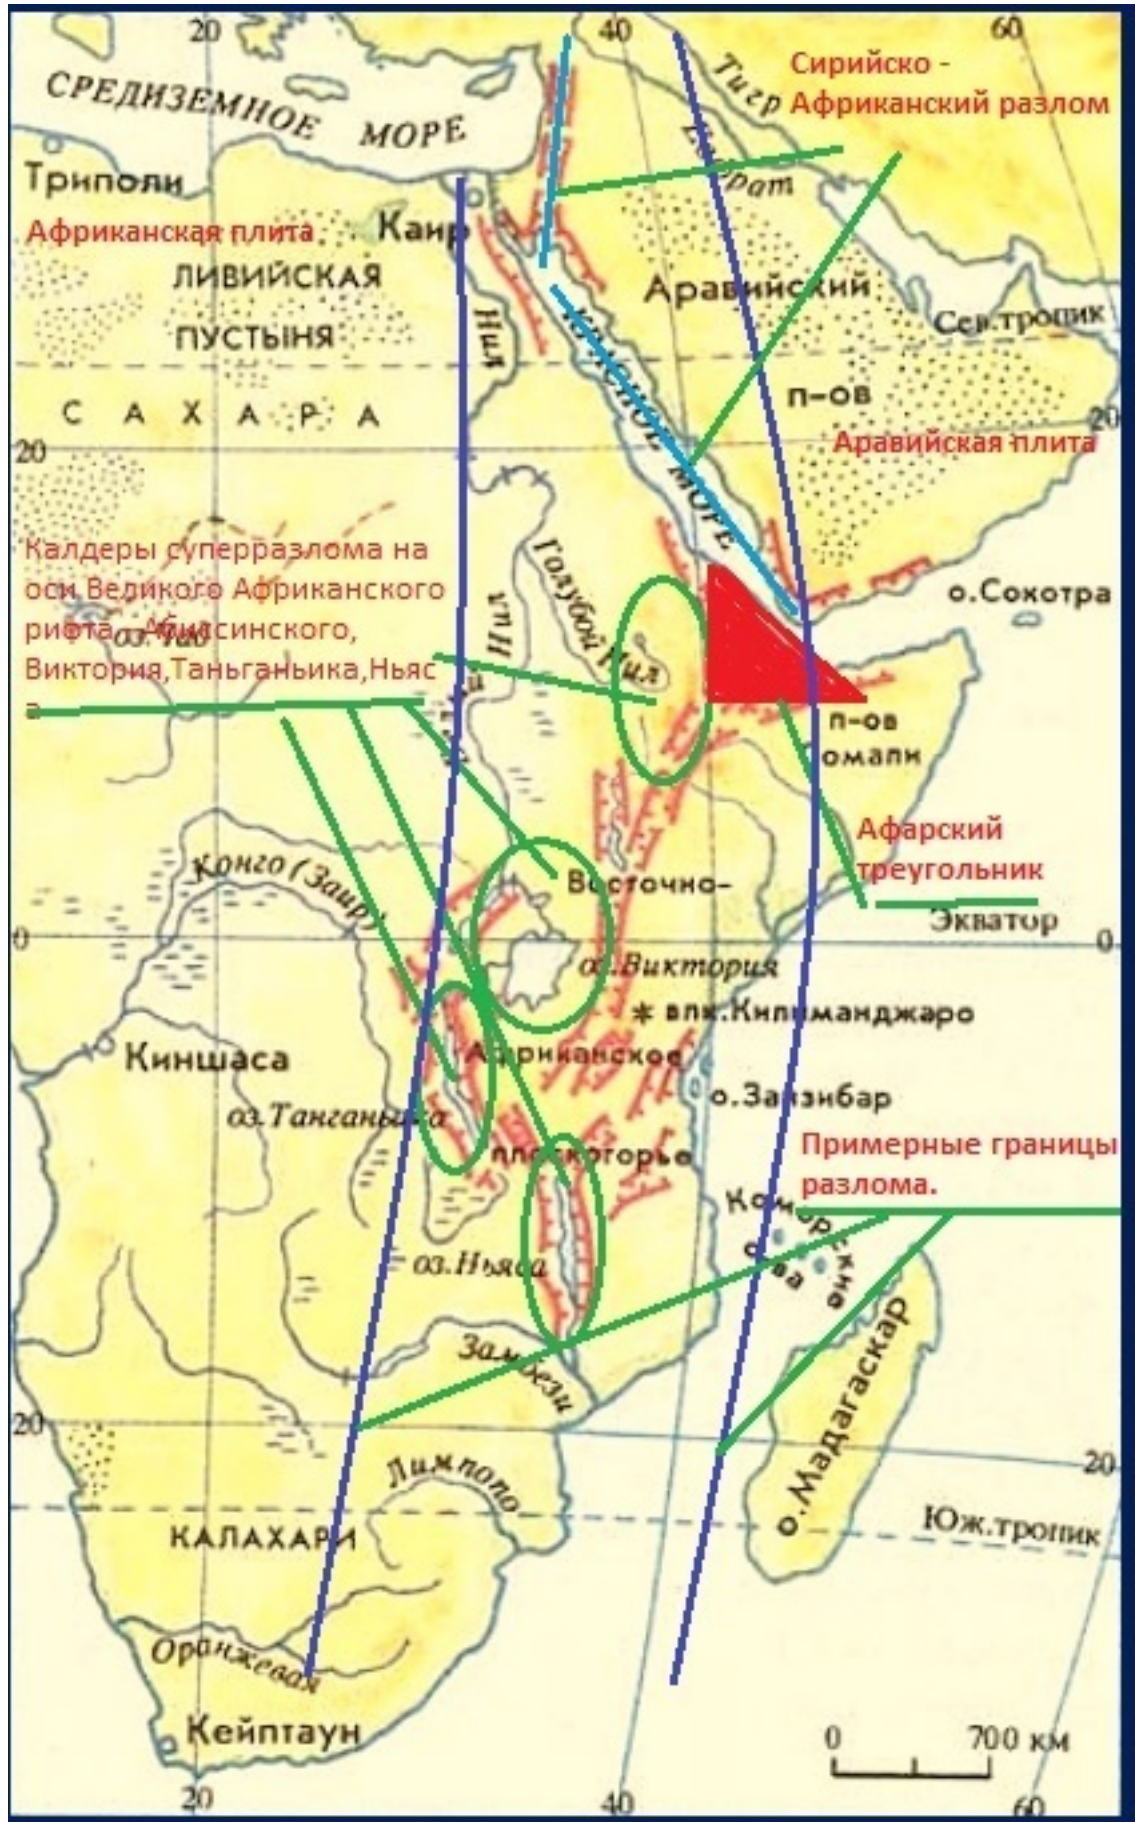 20
40
60
Тигр
Сирийско -
Африканский разлом
СРЕДИЗЕМНОЕ МОРЕ
Евфрат
Триполи
Африканская плита.
Каир
ЛИВИЙСКАЯ
ПУСТЫНЯ
Аравийский
Нил
Сев.тропик
КРАСНОЕ МОРЕ
п-ов
САХАРА
20
20
Аравийская плита
Калдеры суперразлома на
оси Великого Африканского
рифта
Виктория,Таньганьика,Ньяс
а
Голубой Нил
о.Сокотра
Нил
п-ов
Сомали
Афарский
треугольник
Конго (Заир)
Восточно-
Экватор
0
0
оз.Виктория
влк.Килиманджаро
Киншаса
Африканское
о.Занзибар
оз.Танганьика
плоскогорье
Примерные границы
разлома.
Коморские
о-ва
оз.Ньяса
Замбези
о.Мадагаскар
20
20
Лимпопо
КАЛАХАРИ
Юж.тропик
Оранжевая
Кейптаун
0 700 км
20
40
60